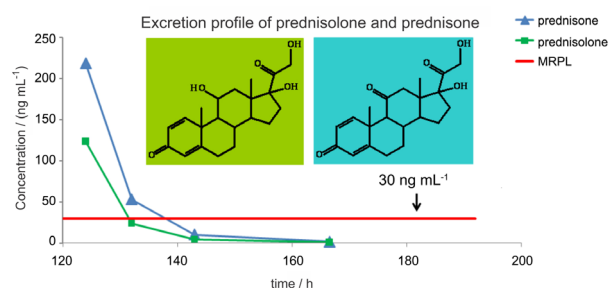 Excretion profile of prednisolone and prednisone
prednisone
prednisolone
MRPL
Concentration / (ng mL⁻¹)
250
200
150
100
50
0
OH
O
OH
H O
O
OH
O
OH
O
O
30 ng mL⁻¹
120
140
160
180
200
time / h